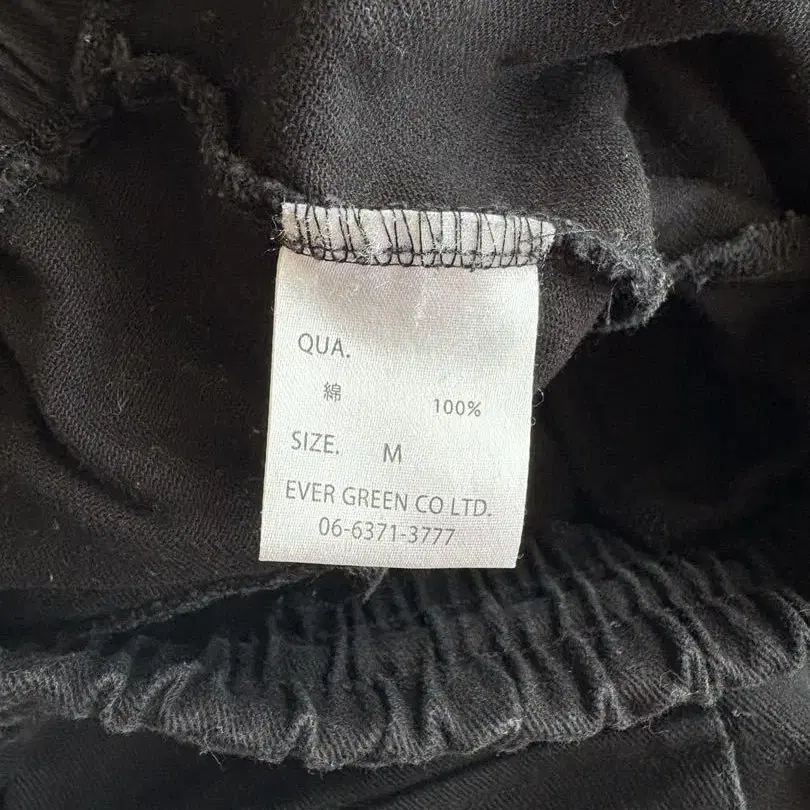 QUA.
綿 100%
SIZE. M
EVER GREEN CO LTD.
06-6371-3777